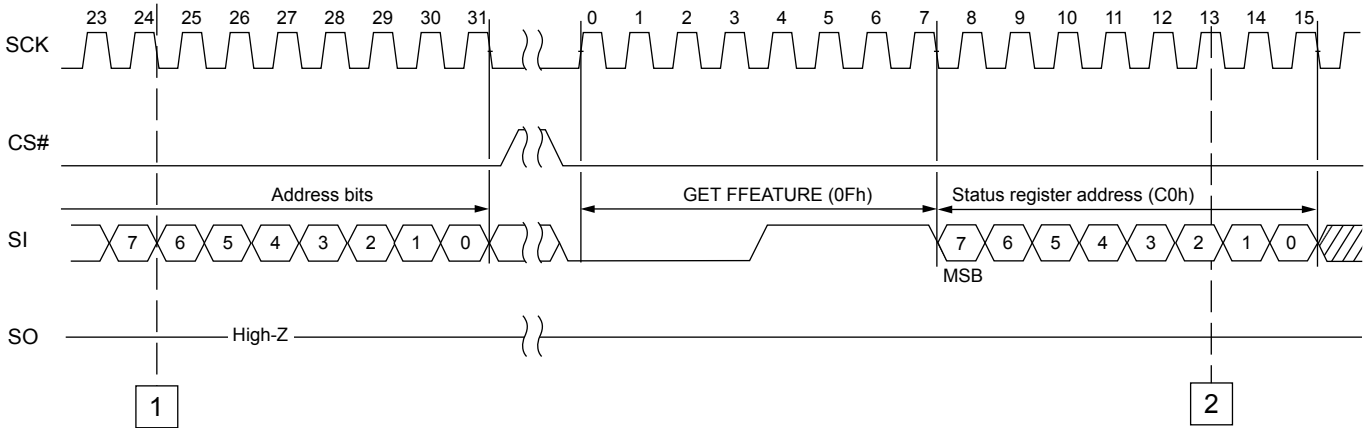 23 24 25 26 27 28 29 30 31 0 1 2 3 4 5 6 7 8 9 10 11 12 13 14 15
SCK
CS#
Address bits GET FFEATURE (0Fh) Status register address (C0h)
SI 7 6 5 4 3 2 1 0 7 6 5 4 3 2 1 0
MSB
SO High-Z
1 2